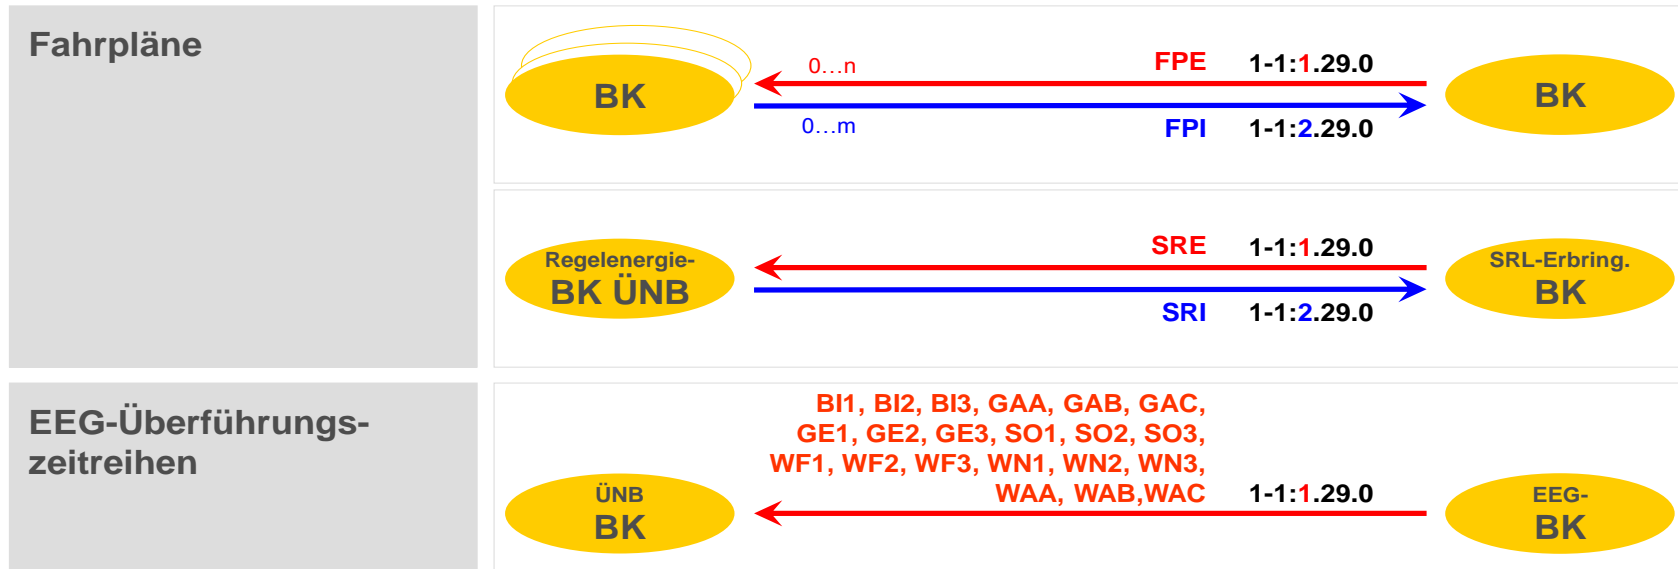 Fahrpläne
BK
0...n
FPE 1-1:1.29.0
BK
0...m
FPI 1-1:2.29.0
Regelenergie-
BK ÜNB
SRE 1-1:1.29.0
SRI 1-1:2.29.0
SRL-Erbring.
BK
EEG-Überführungs-
zeitreihen
BI1, BI2, BI3, GAA, GAB, GAC,
GE1, GE2, GE3, SO1, SO2, SO3,
WF1, WF2, WF3, WN1, WN2, WN3,
WAA, WAB,WAC 1-1:1.29.0
ÜNB
BK
EEG-
BK